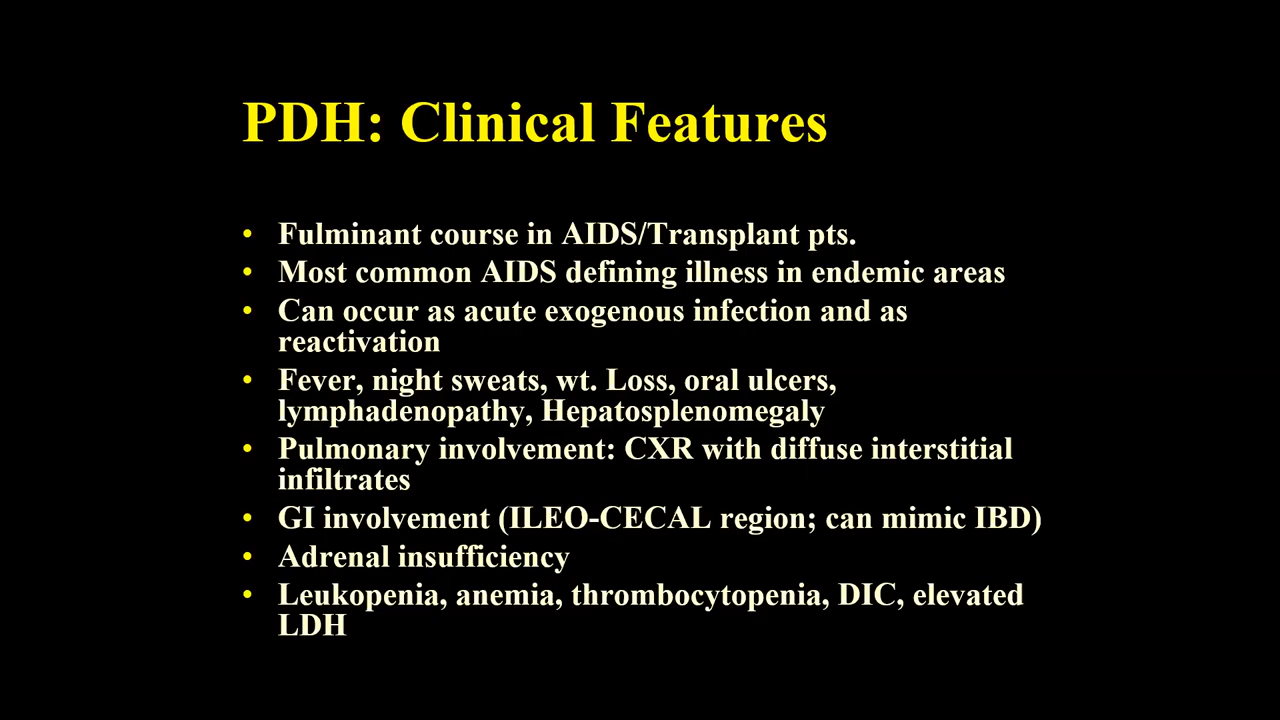 PDH: Clinical Features
• Fulminant course in AIDS/Transplant pts.
• Most common AIDS defining illness in endemic areas
• Can occur as acute exogenous infection and as
reactivation
• Fever, night sweats, wt. Loss, oral ulcers,
lymphadenopathy, Hepatosplenomegaly
• Pulmonary involvement: CXR with diffuse interstitial
infiltrates
• GI involvement (ILEO-CECAL region; can mimic IBD)
• Adrenal insufficiency
• Leukopenia, anemia, thrombocytopenia, DIC, elevated
LDH